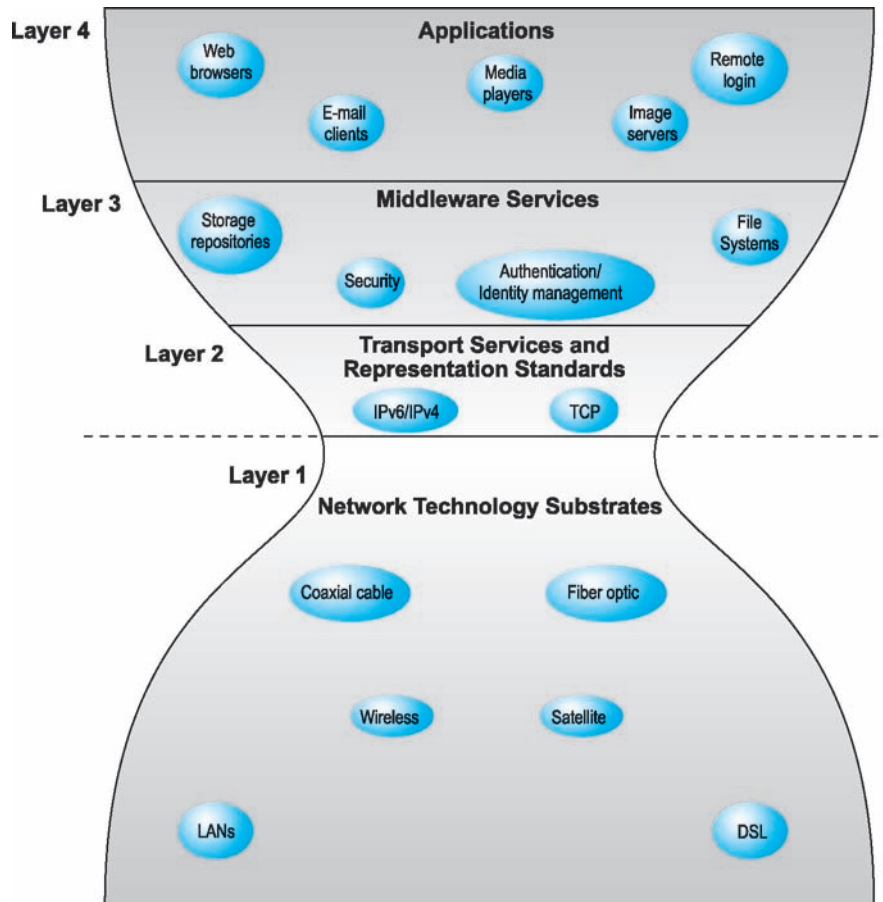 Layer 4
Applications
Web
browsers
E-mail
clients
Media
players
Image
servers
Remote
login
Layer 3
Middleware Services
Storage
repositories
Security
Authentication/
Identity management
File
Systems
Layer 2
Transport Services and
Representation Standards
IPv6/IPv4
TCP
Layer 1
Network Technology Substrates
Coaxial cable
Fiber optic
Wireless
Satellite
LANs
DSL